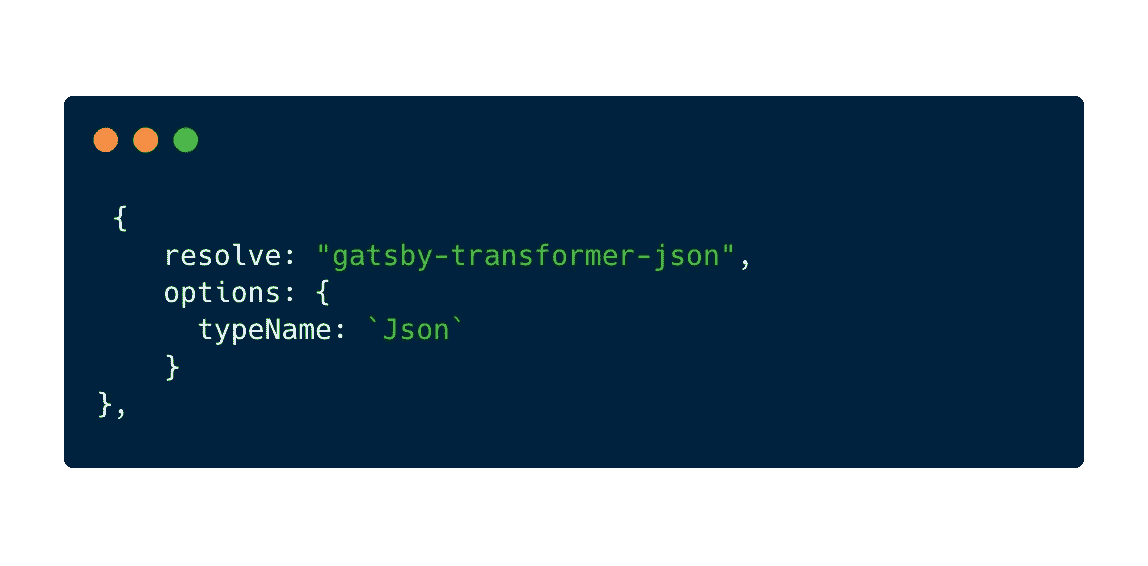 {
resolve: "gatsby-transformer-json",
options: {
typeName: `Json`
}
},